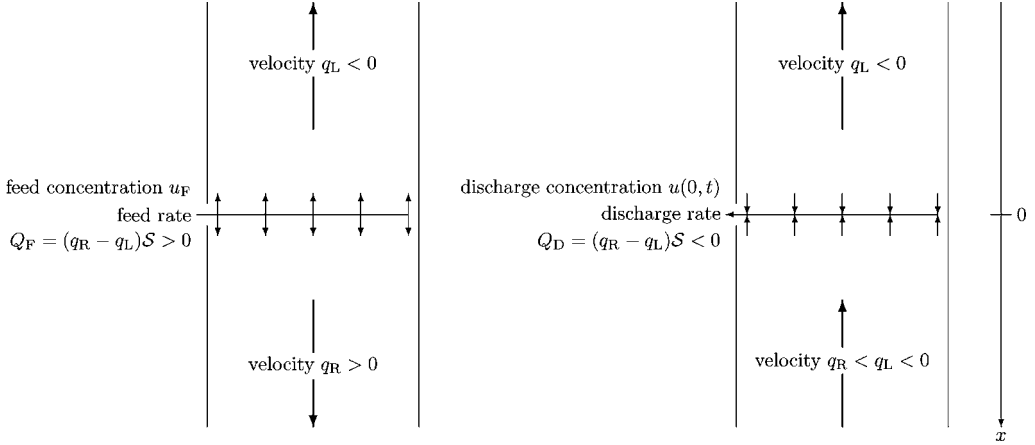 velocity q_L < 0
feed concentration u_F
feed rate
Q_F = (q_R − q_L)𝒮 > 0
velocity q_R > 0
velocity q_L < 0
discharge concentration u(0, t)
discharge rate
Q_D = (q_R − q_L)𝒮 < 0
velocity q_R < q_L < 0
0
x